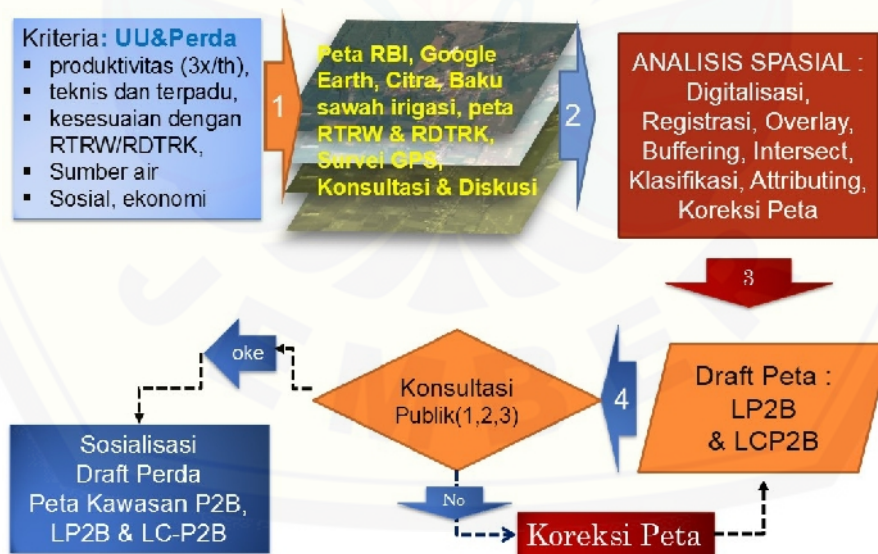 Kriteria: UU&Perda
▪ produktivitas (3x/th),
▪ teknis dan terpadu,
▪ kesesuaian dengan
RTRW/RDTRK,
▪ Sumber air
▪ Sosial, ekonomi
1
Peta RBI, Google
Earth, Citra, Baku
sawah irigasi, peta
RTRW & RDTRK,
Survei GPS,
Konsultasi & Diskusi
2
ANALISIS SPASIAL :
Digitalisasi,
Registrasi, Overlay,
Buffering, Intersect,
Klasifikasi, Attributing,
Koreksi Peta
3
Draft Peta :
LP2B
& LCP2B
4
Konsultasi
Publik(1,2,3)
oke
Sosialisasi
Draft Perda
Peta Kawasan P2B,
LP2B & LC-P2B
No
Koreksi Peta
JEMBER